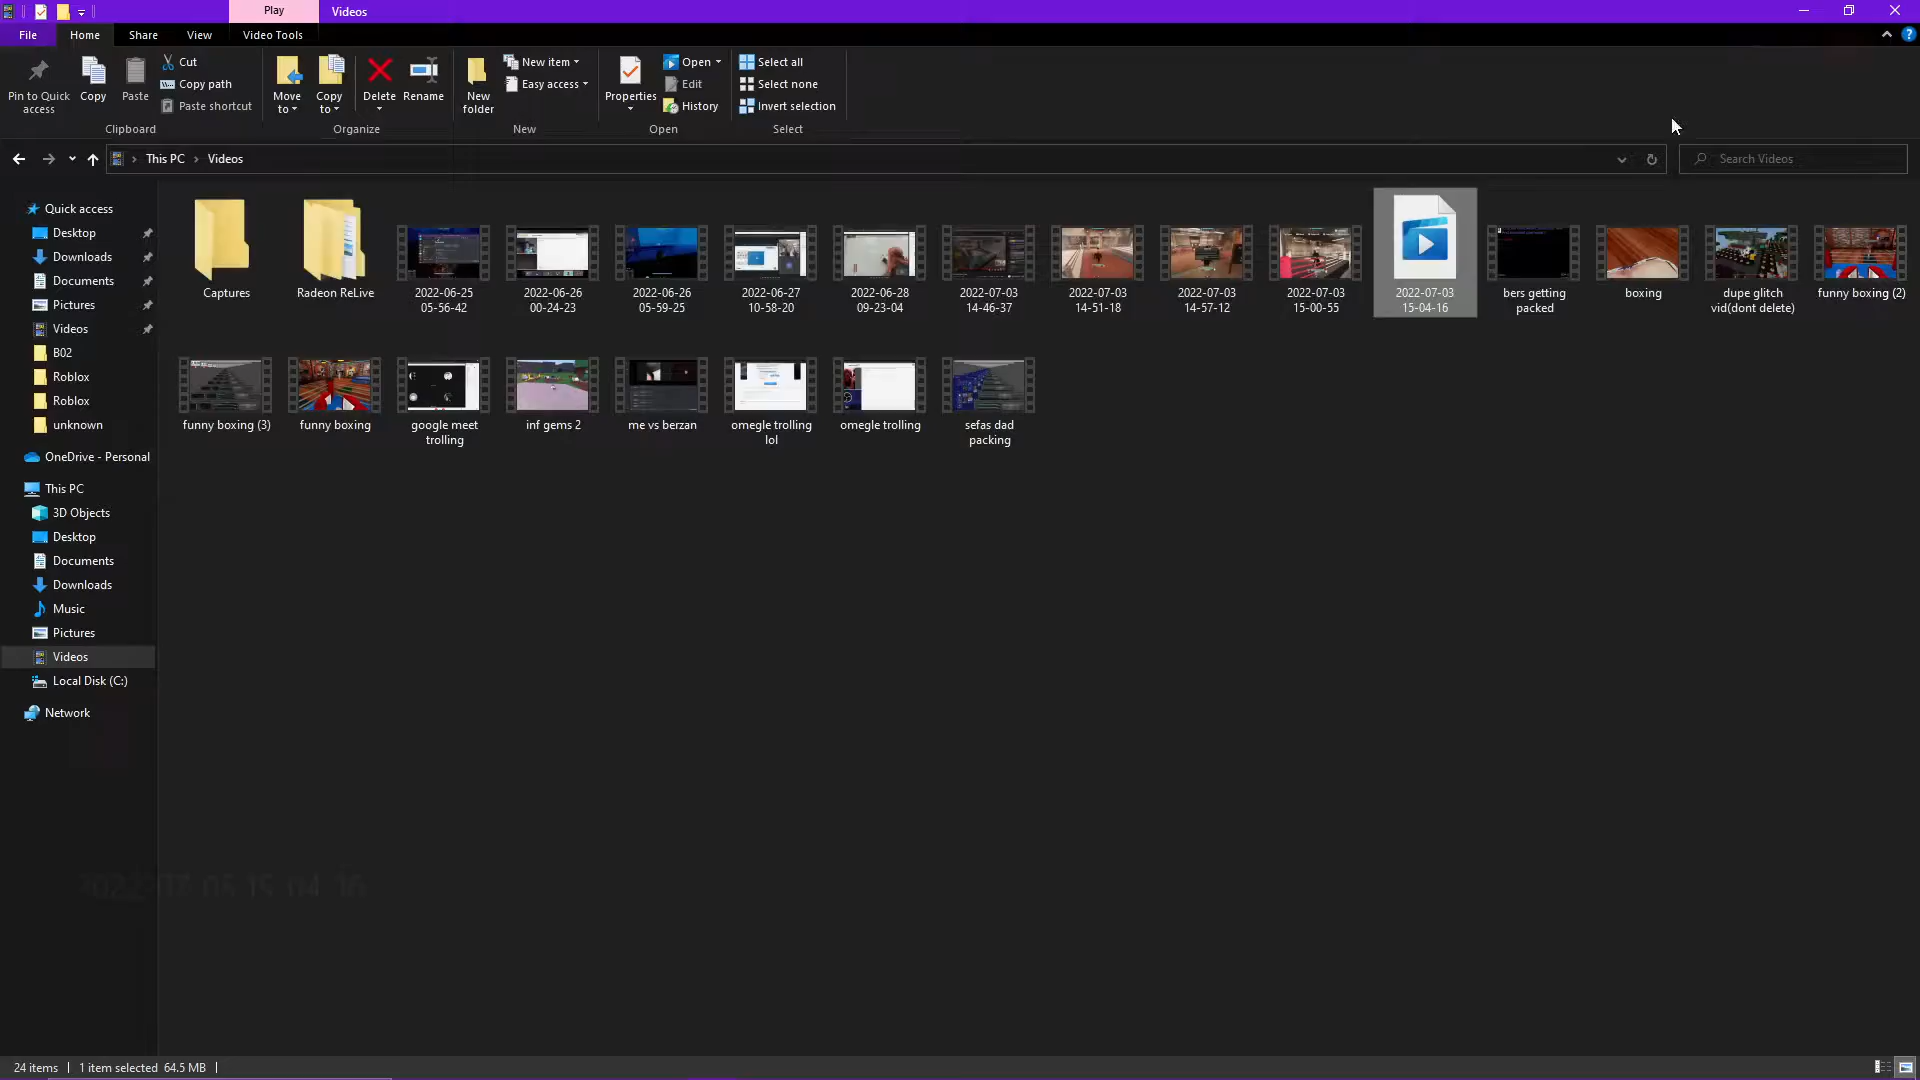 Play
Videos
File
Home
Share
View
Video Tools
Pin to Quick
access
Copy
Paste
Cut
Copy path
Paste shortcut
Clipboard
Move
to
Copy
to
Delete
Rename
Organize
New
folder
New item
Easy access
New
Properties
Open
Edit
History
Open
Select all
Select none
Invert selection
Select
This PC
Videos
Search Videos
Quick access
Desktop
Downloads
Documents
Pictures
Videos
B02
Roblox
Roblox
unknown
OneDrive - Personal
This PC
3D Objects
Desktop
Documents
Downloads
Music
Pictures
Videos
Local Disk (C:)
Network
Captures
Radeon ReLive
2022-06-25
05-56-42
2022-06-26
00-24-23
2022-06-26
05-59-25
2022-06-27
10-58-20
2022-06-28
09-23-04
2022-07-03
14-46-37
2022-07-03
14-51-18
2022-07-03
14-57-12
2022-07-03
15-00-55
2022-07-03
15-04-16
bers getting
packed
boxing
dupe glitch
vid(dont delete)
funny boxing (2)
funny boxing (3)
funny boxing
google meet
trolling
inf gems 2
me vs berzan
omegle trolling
lol
omegle trolling
sefas dad
packing
2022-07-03 15-04-16
24 items
1 item selected 64.5 MB